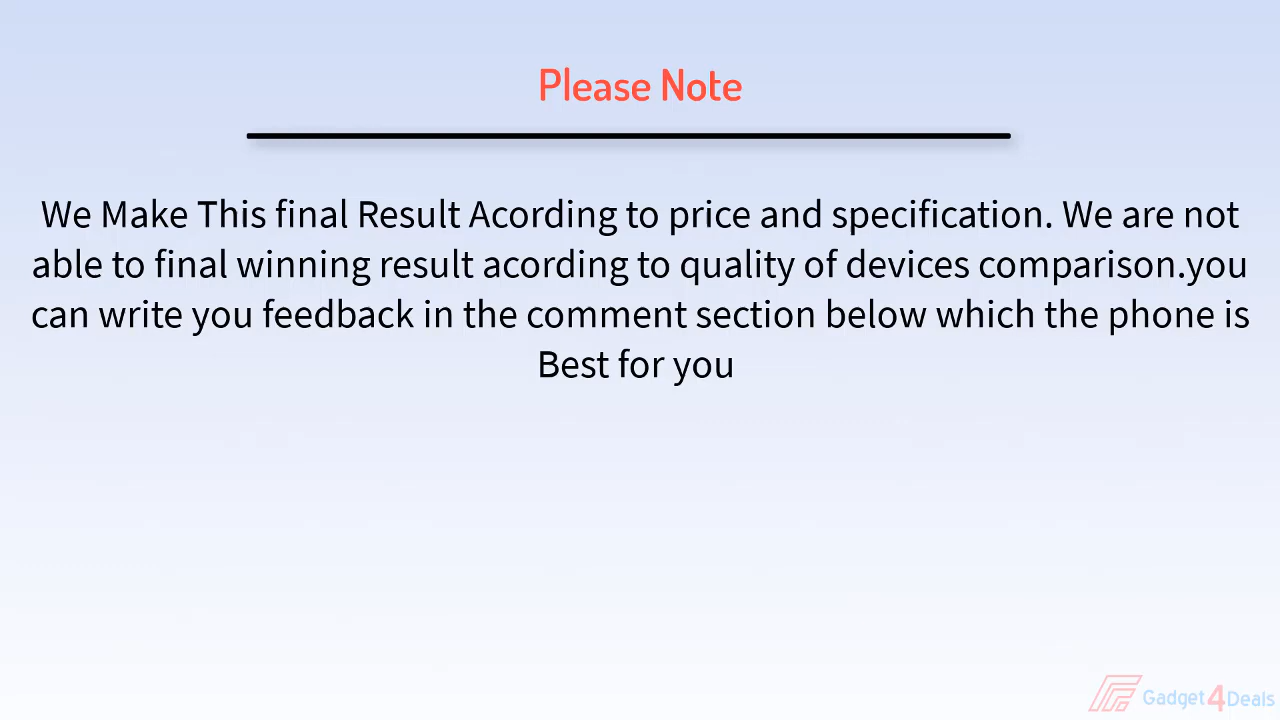 Please Note
We Make This final Result Acording to price and specification. We are not
able to final winning result acording to quality of devices comparison.you
can write you feedback in the comment section below which the phone is
Best for you
Gadget4Deals